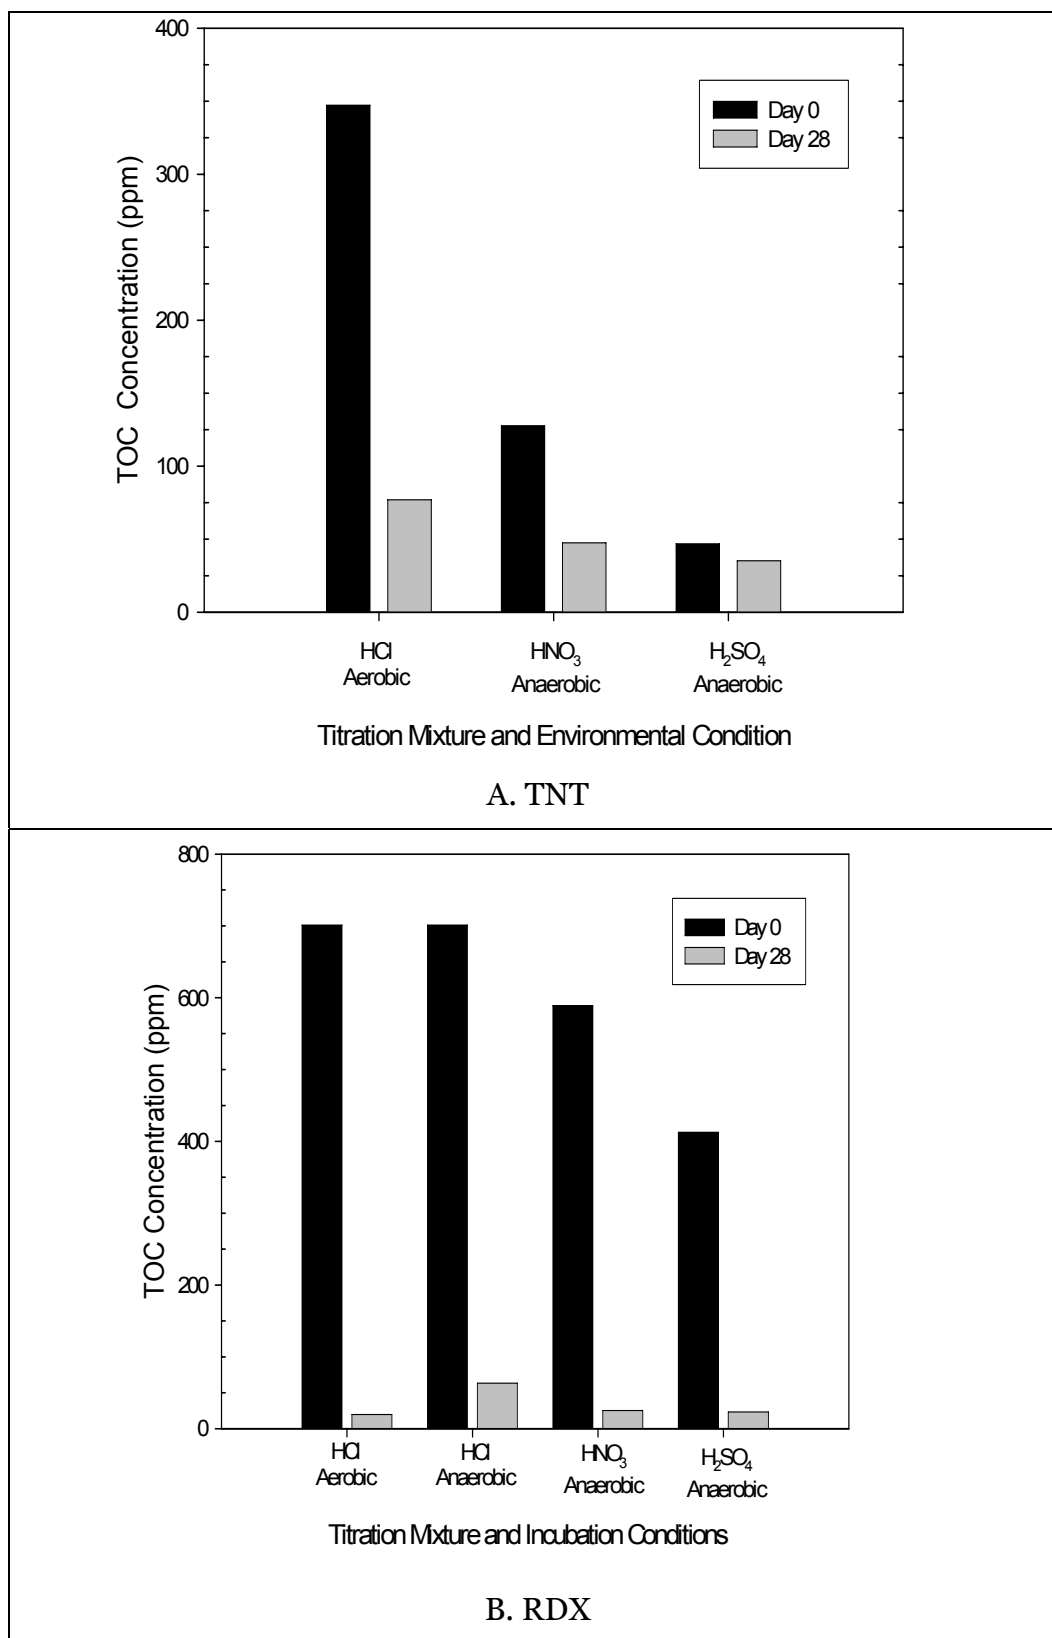 400
300
200
100
0
TOC Concentration (ppm)
Day 0
Day 28
HCl
Aerobic
HNO3
Anaerobic
H2SO4
Anaerobic
Titration Mixture and Environmental Condition
A. TNT
800
600
400
200
0
TOC Concentration (ppm)
Day 0
Day 28
HCl
Aerobic
HCl
Anaerobic
HNO3
Anaerobic
H2SO4
Anaerobic
Titration Mixture and Incubation Conditions
B. RDX